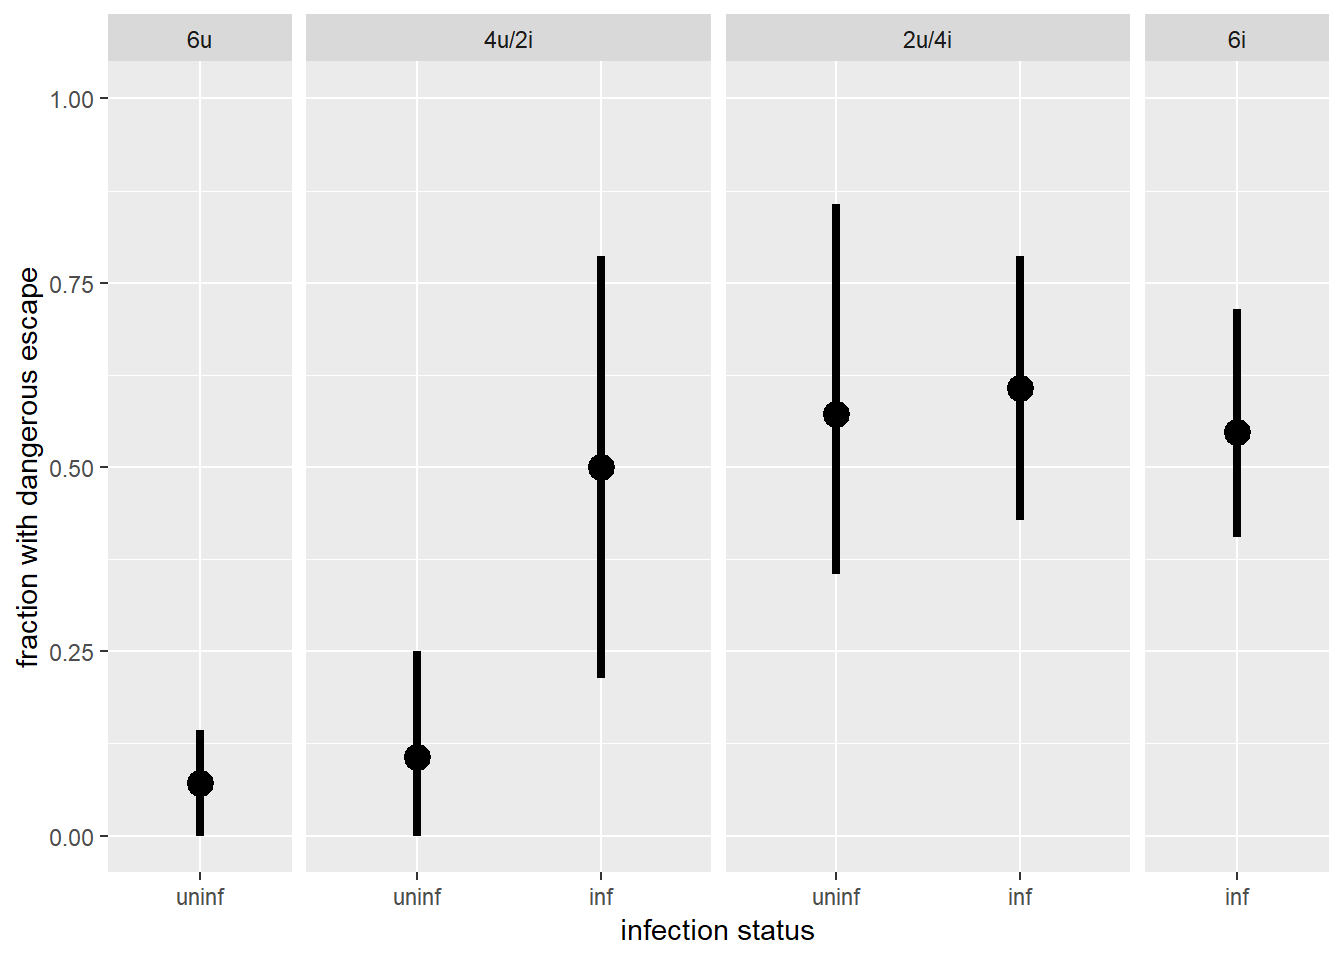 6u
4u/2i
2u/4i
6i
fraction with dangerous escape
1.00
0.75
0.50
0.25
0.00
uninf
uninf
inf
uninf
inf
inf
infection status